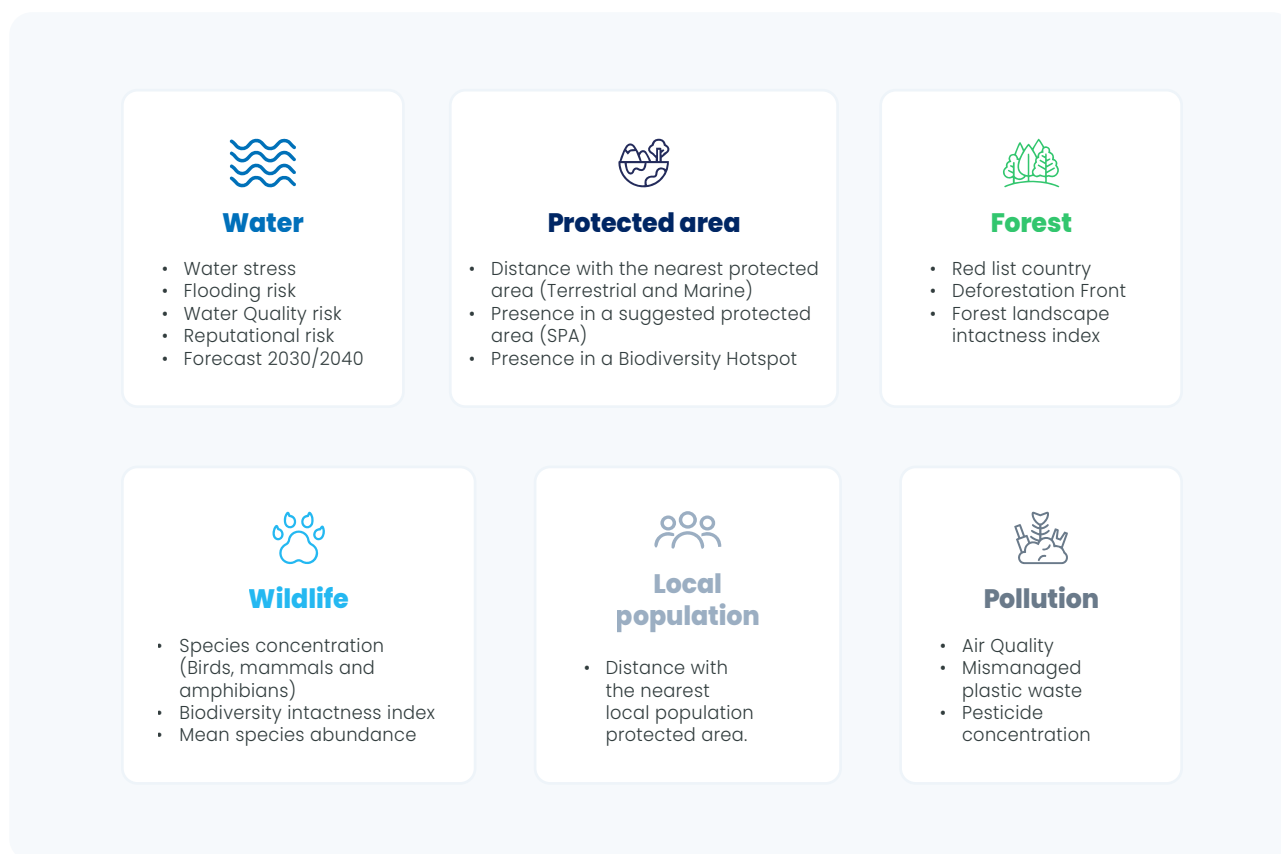 Water
• Water stress
• Flooding risk
• Water Quality risk
• Reputational risk
• Forecast 2030/2040
Protected area
• Distance with the nearest protected
area (Terrestrial and Marine)
• Presence in a suggested protected
area (SPA)
• Presence in a Biodiversity Hotspot
Forest
• Red list country
• Deforestation Front
• Forest landscape
intactness index
Wildlife
• Species concentration
(Birds, mammals and
amphibians)
• Biodiversity intactness index
• Mean species abundance
Local
population
• Distance with
the nearest
local population
protected area.
Pollution
• Air Quality
• Mismanaged
plastic waste
• Pesticide
concentration